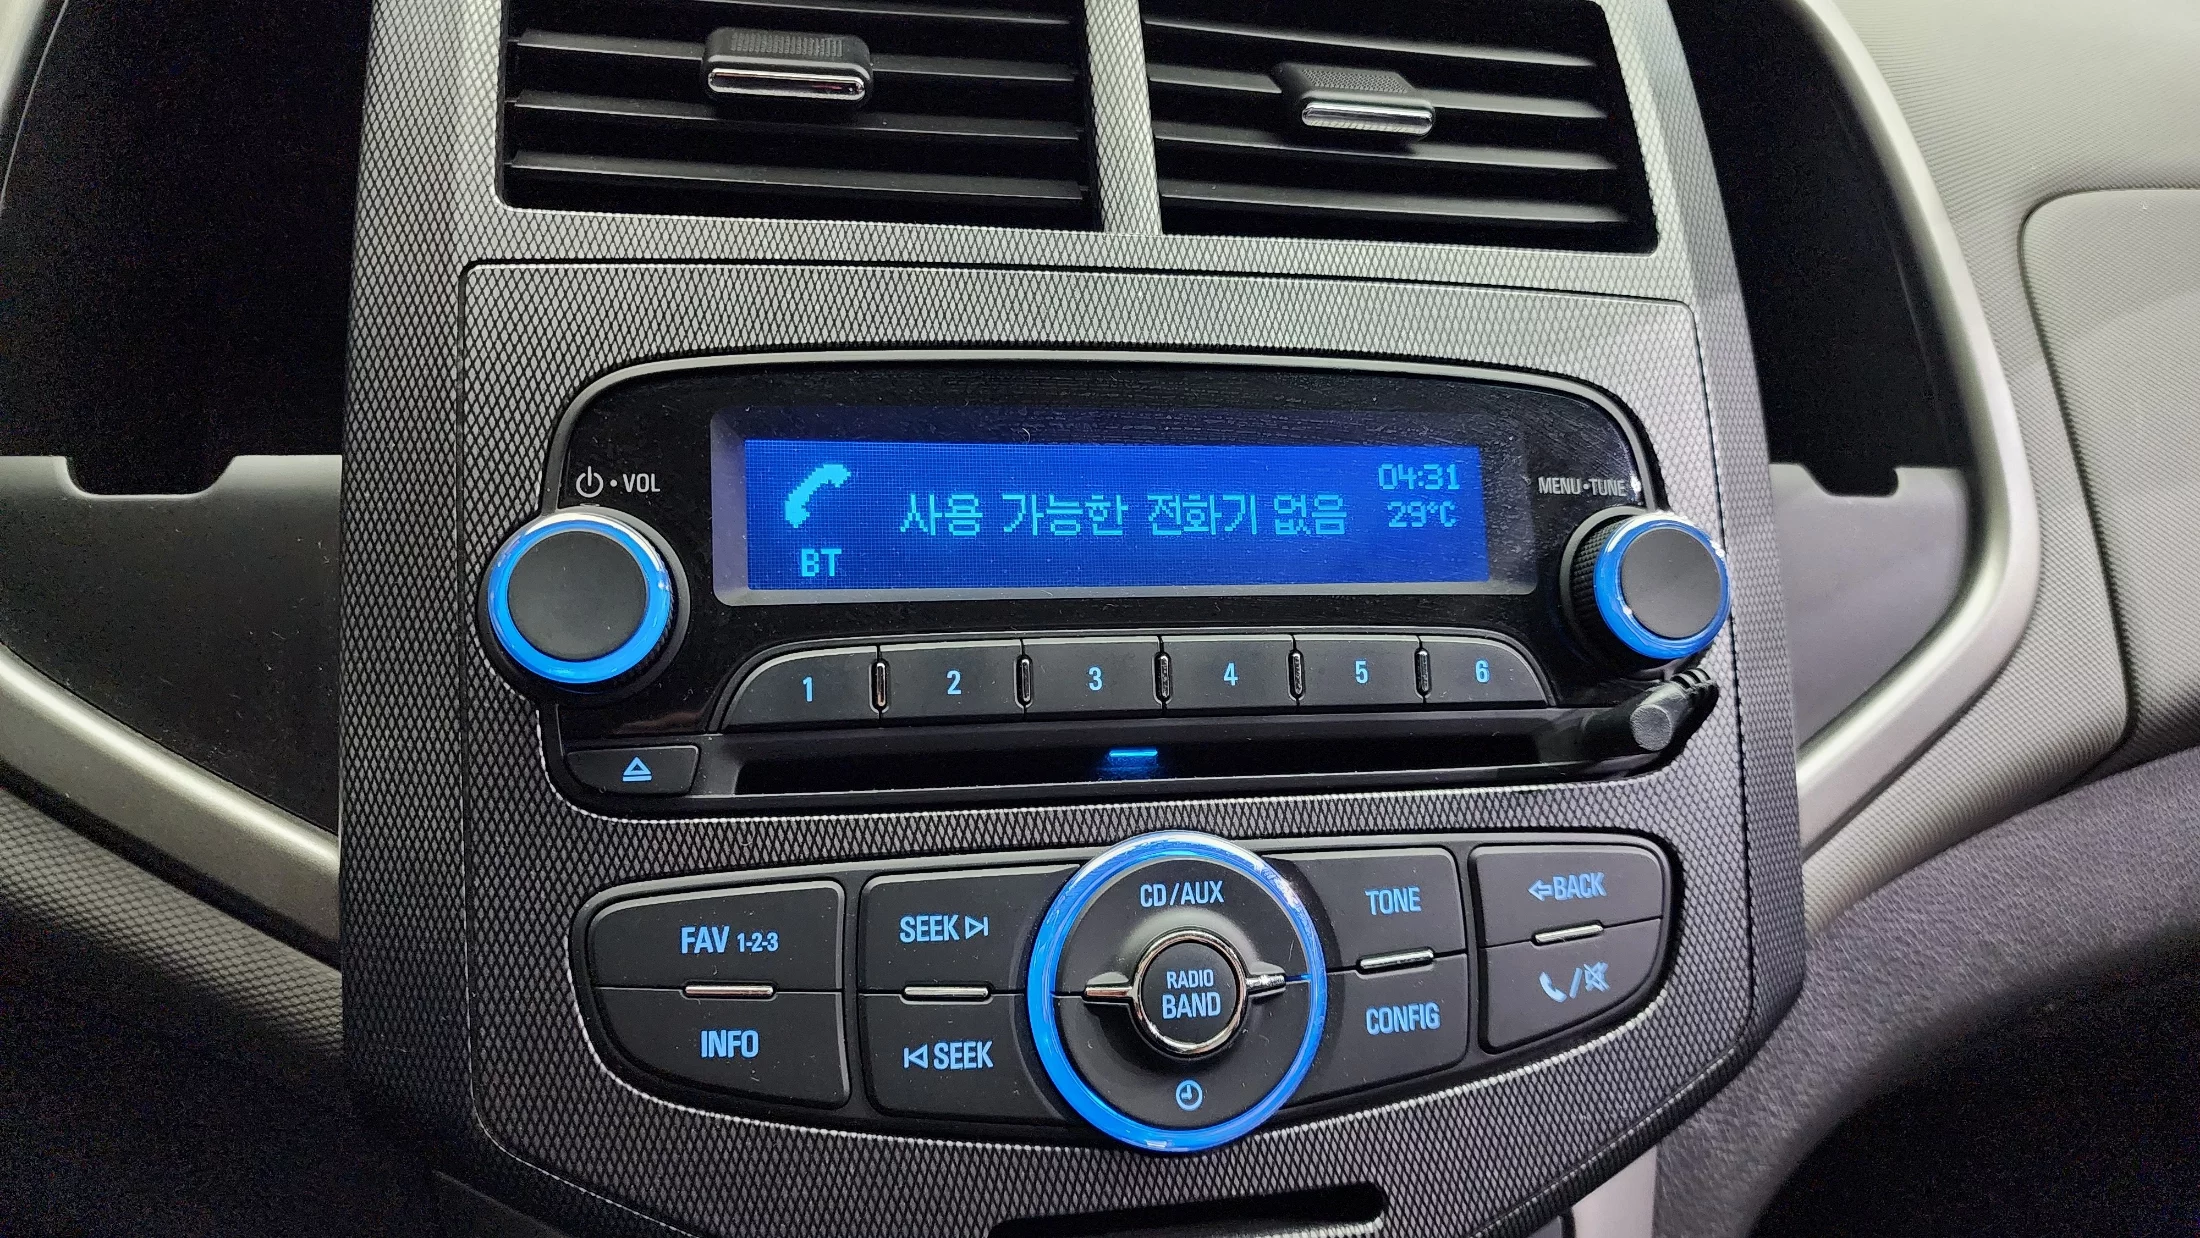 VOL
MENU•TUNE
04:31
사용 가능한 전화기 없음
29°C
BT
1 2 3 4 5 6
CD/AUX
TONE
BACK
FAV 1-2-3
SEEK
RADIO
BAND
INFO
SEEK
CONFIG
/